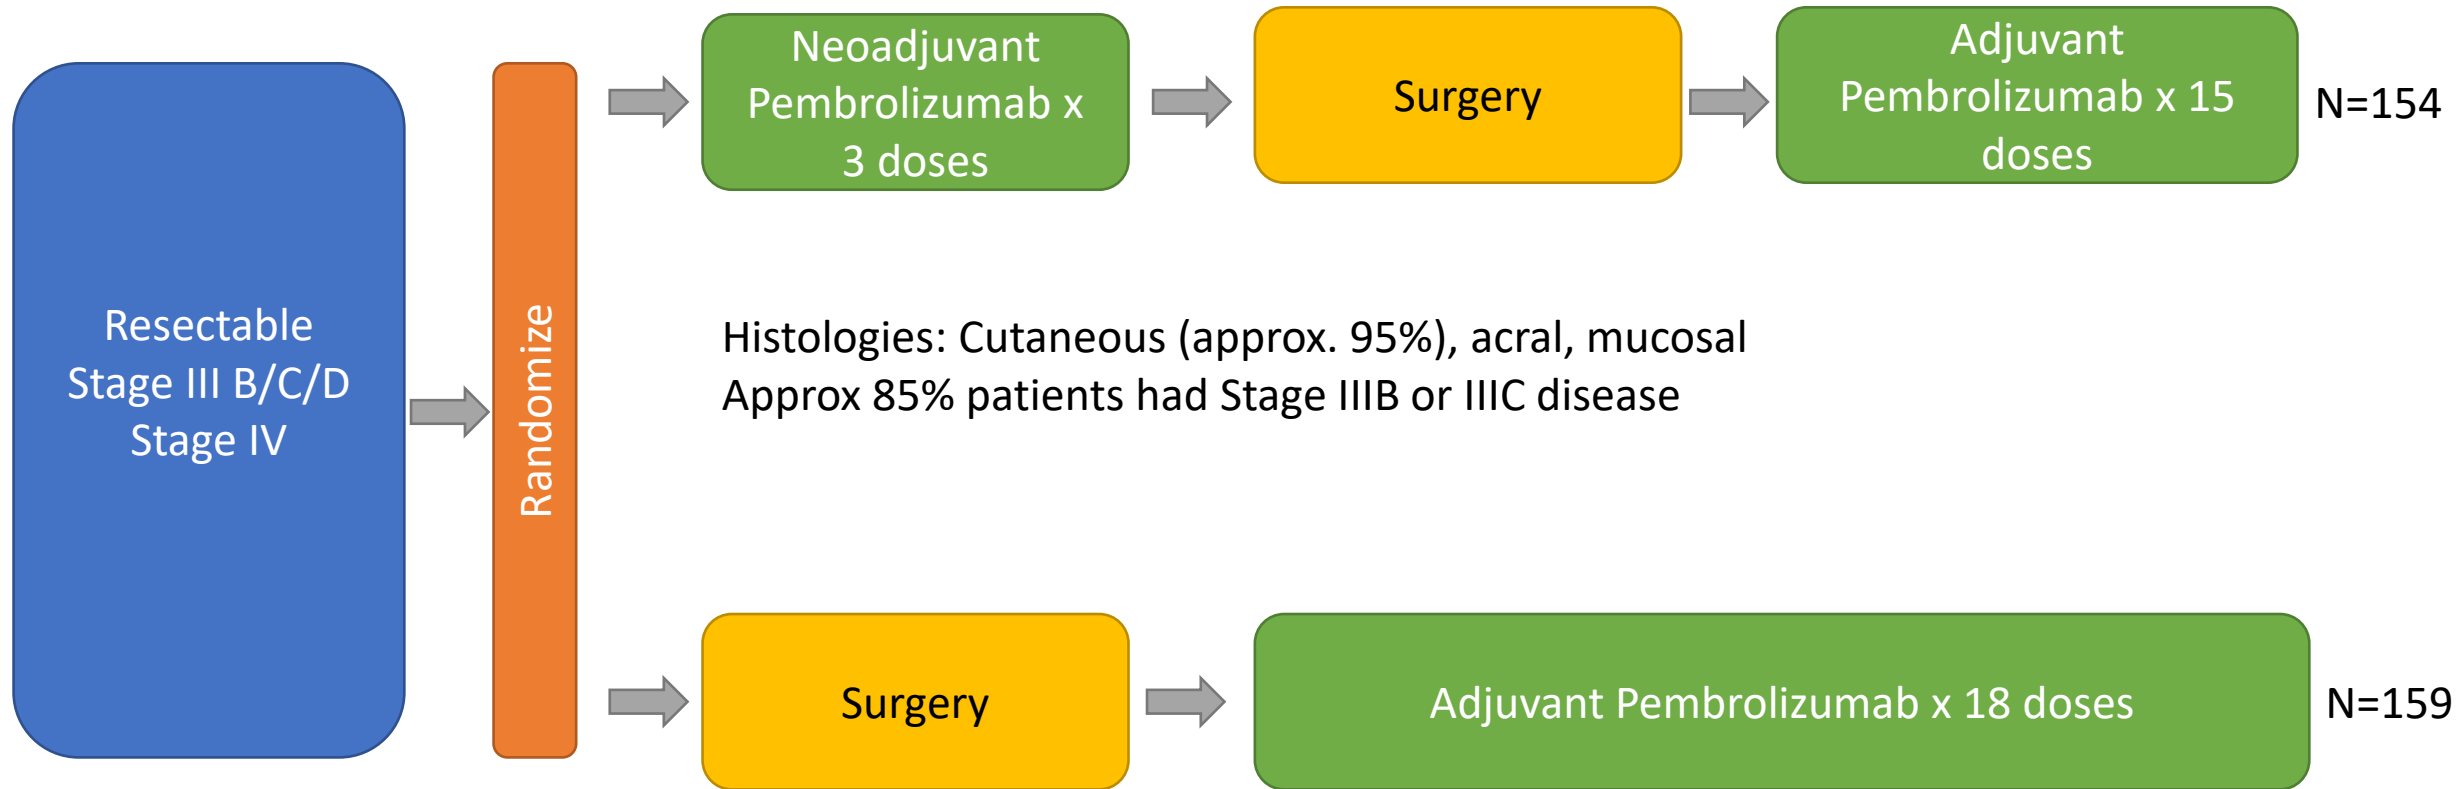 Resectable
Stage III B/C/D
Stage IV
Randomize
Neoadjuvant
Pembrolizumab x
3 doses
Surgery
Adjuvant
Pembrolizumab x 15
doses
N=154
Histologies: Cutaneous (approx. 95%), acral, mucosal
Approx 85% patients had Stage IIIB or IIIC disease
Surgery
Adjuvant Pembrolizumab x 18 doses
N=159